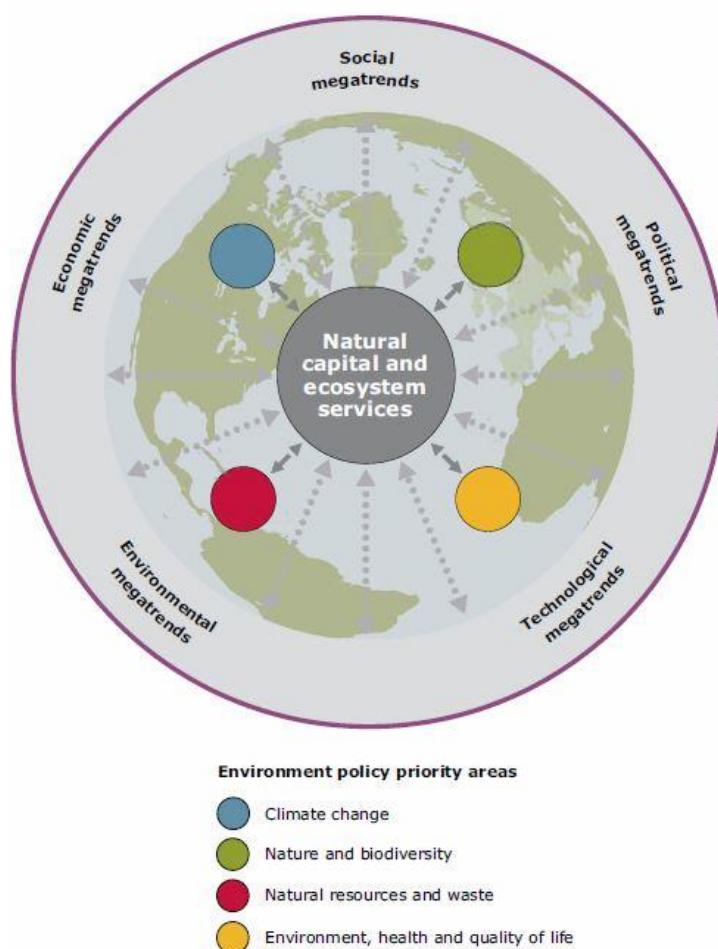 Social
megatrends
Economic
megatrends
Political
megatrends
Natural
capital and
ecosystem
services
Environmental
megatrends
Technological
megatrends
Environment policy priority areas
Climate change
Nature and biodiversity
Natural resources and waste
Environment, health and quality of life